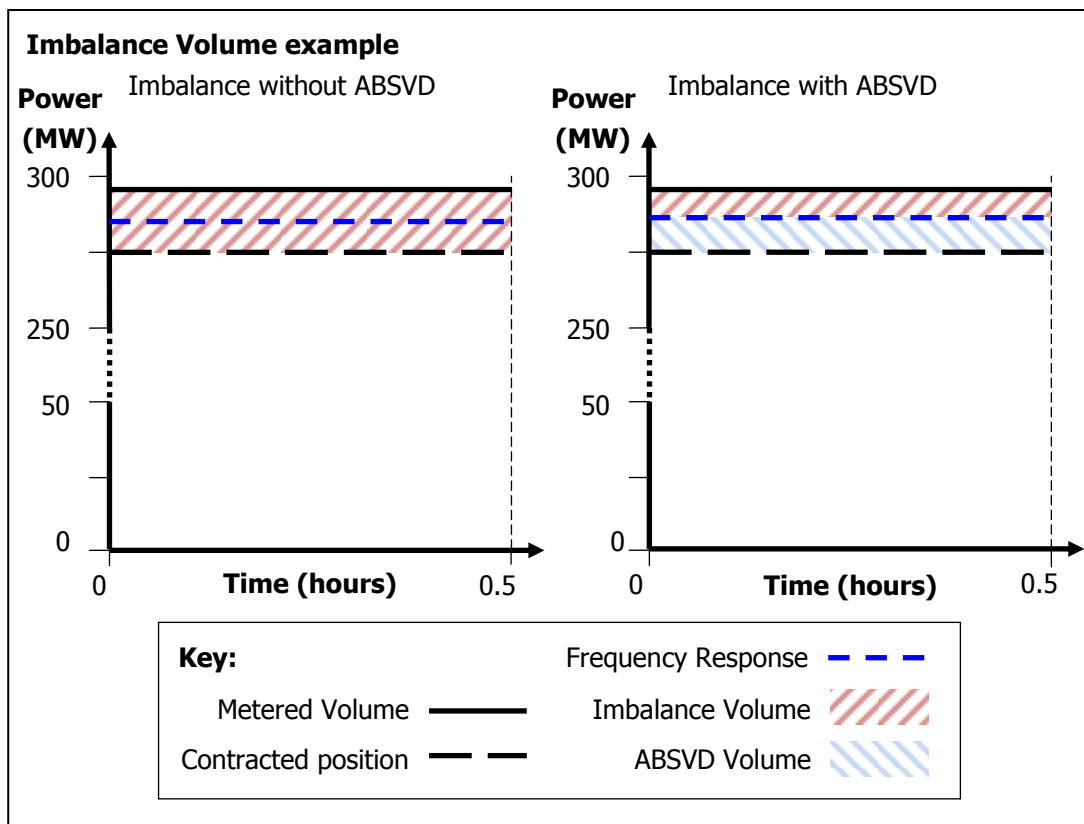 Imbalance Volume example
Imbalance without ABSVD
Power
(MW)
300
250
50
0
0
Time (hours)
0.5
Imbalance with ABSVD
Power
(MW)
300
250
50
0
0
Time (hours)
0.5
Key:
Frequency Response
Metered Volume
Imbalance Volume
Contracted position
ABSVD Volume